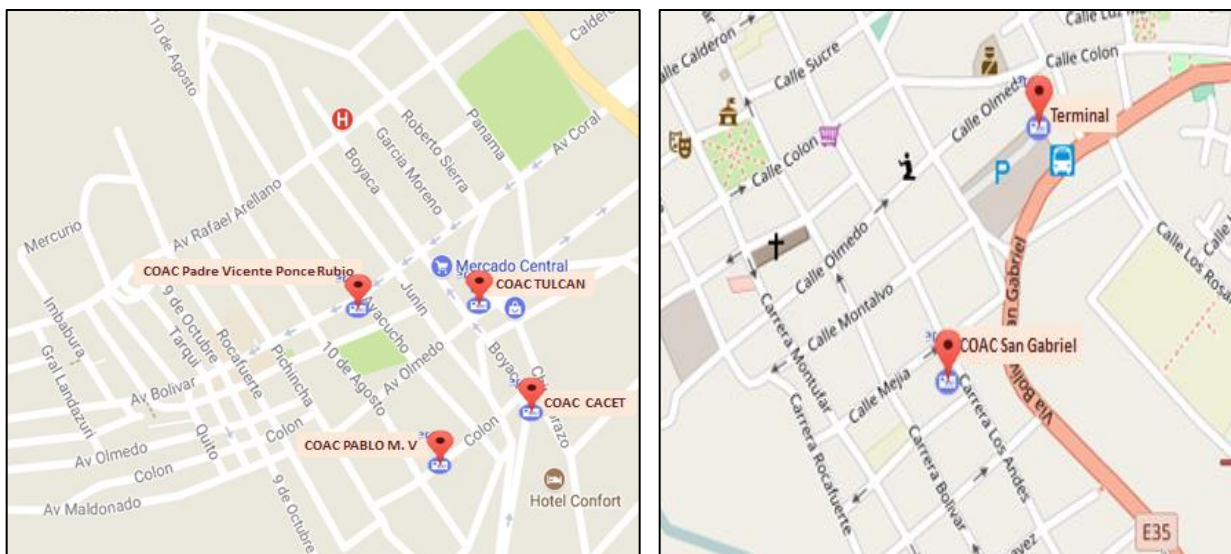 10 de Agosto
Calderón
Roberto Sierra
Panama
Garcia Moreno
Boyaca
Av Coral
H
Av Rafael Arellano
Mercurio
COAC Padre Vicente Ponce Rubio
Mercado Central
COAC TULCAN
Imbabura
Gral Landazuri
9 de Octubre
Tarqui
Rocafuerte
Ayacucho
Junin
Pichincha
10 de Agosto
Av Olmedo
Boyaca
Av Bolivar
COAC CACET
Colon
COAC PABLO M. V
Colon
Quito
Av Olmedo
Colon
Av Maldonado
9 de Octubre
Hotel Confort
Calle Calderon
Calle Sucre
Calle Colon
Calle Olmedo
Terminal
Calle Colon
P
Calle Olmedo
Calle Montalvo
Calle Los Rosa
Calle
COAC San Gabriel
Calle Mejia
Carrera Montufar
Carrera Rocafuerte
Carrera Bolivar
Carrera Los Andes
E35